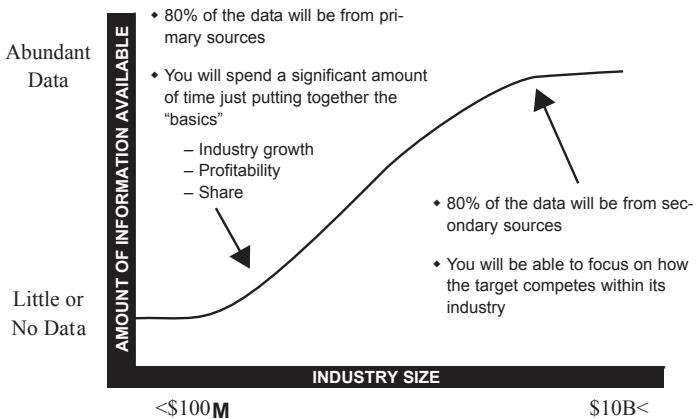 Abundant
Data
Little or
No Data
AMOUNT OF INFORMATION AVAILABLE
◆ 80% of the data will be from pri-
mary sources
◆ You will spend a significant amount
of time just putting together the
“basics”
– Industry growth
– Profitability
– Share
◆ 80% of the data will be from sec-
ondary sources
◆ You will be able to focus on how
the target competes within its
industry
INDUSTRY SIZE
<$100M
$10B<